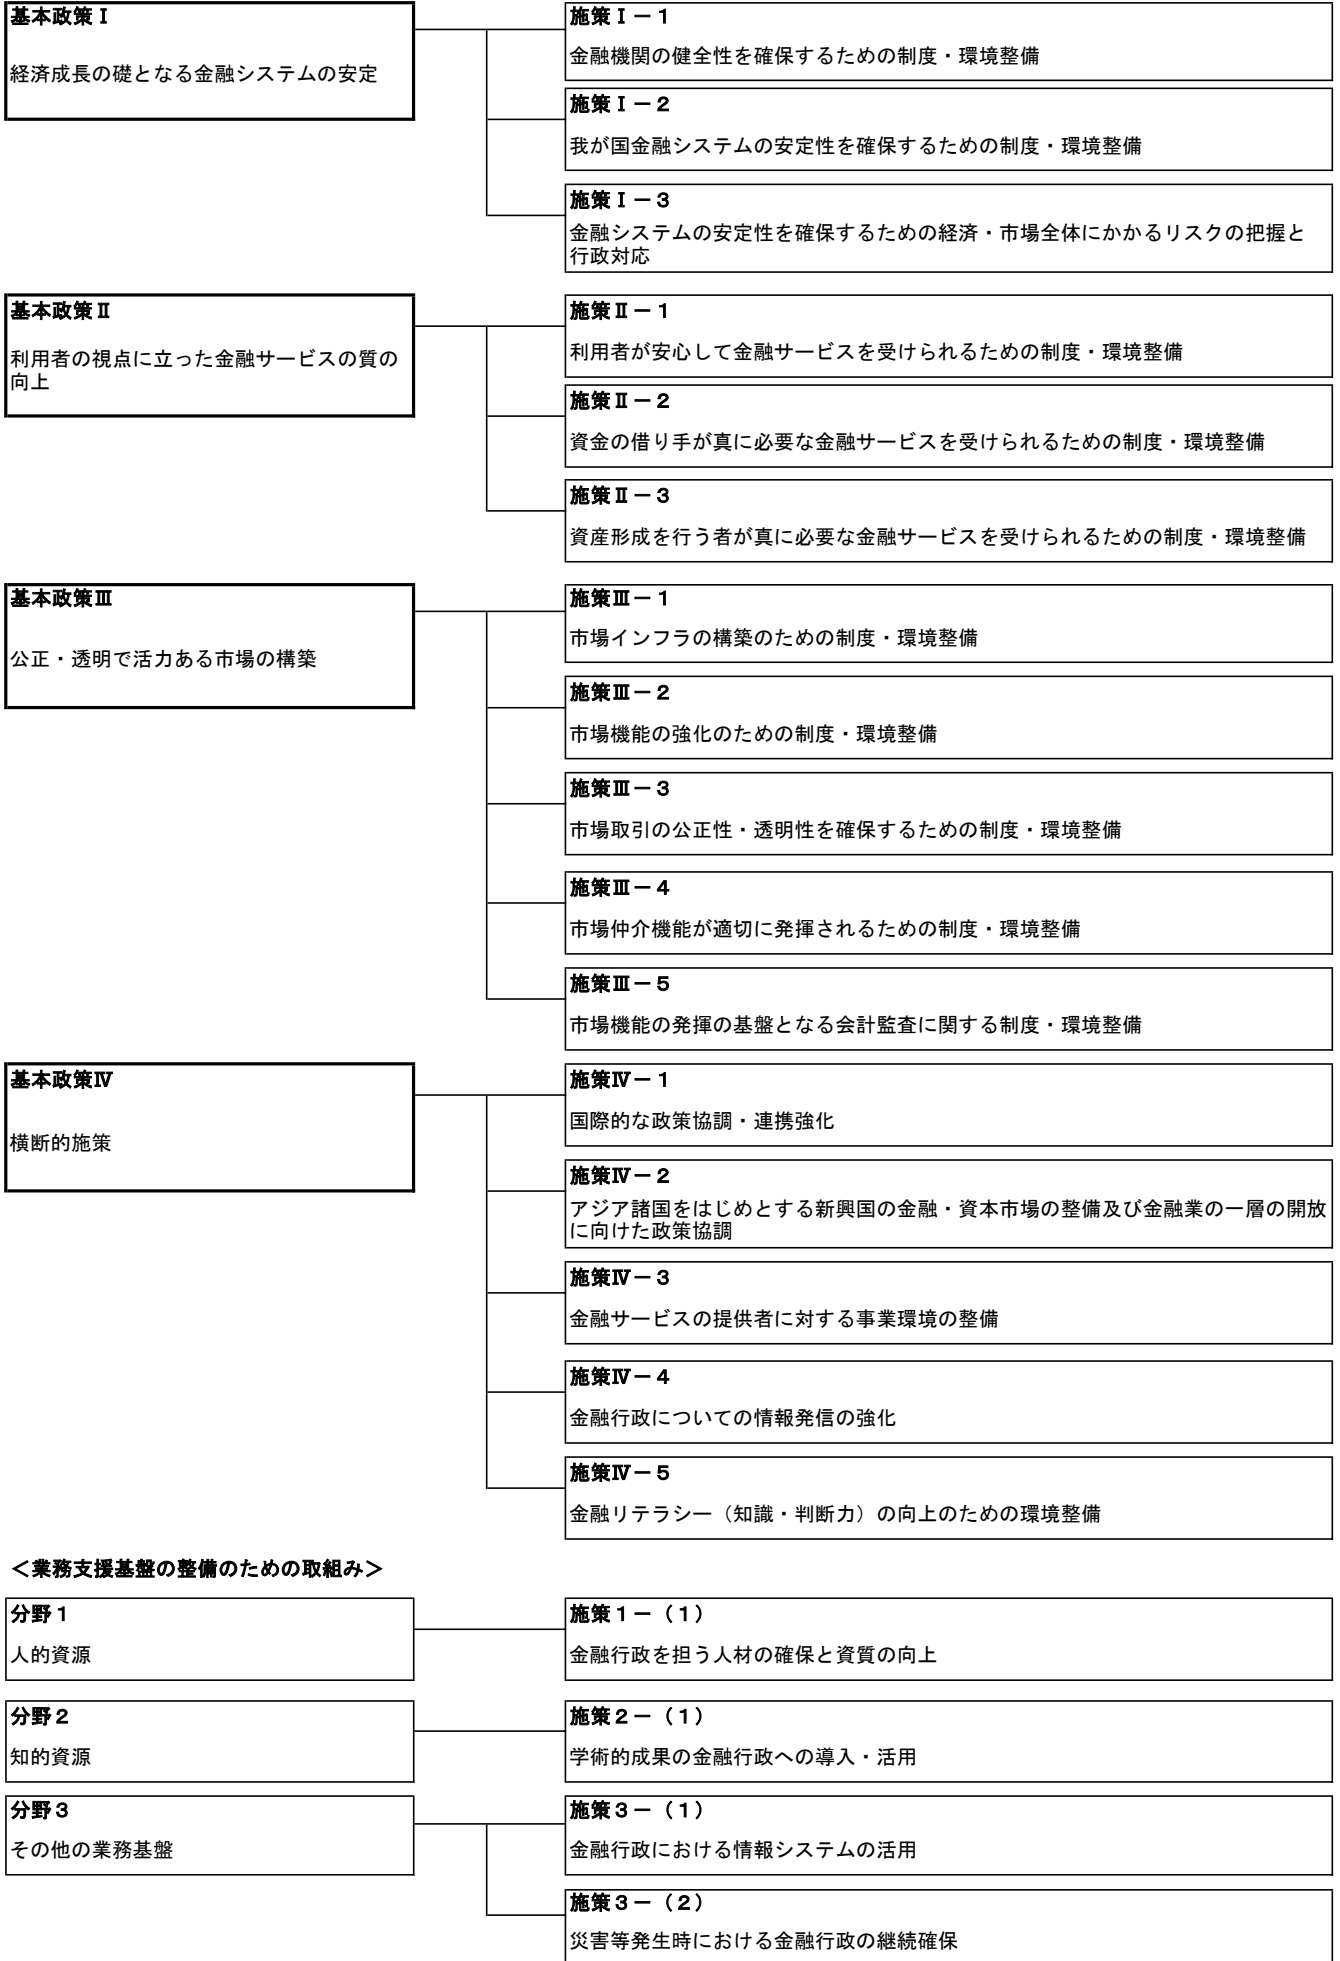 基本政策Ⅰ
経済成長の礎となる金融システムの安定
施策Ⅰ－１
金融機関の健全性を確保するための制度・環境整備
施策Ⅰ－２
我が国金融システムの安定性を確保するための制度・環境整備
施策Ⅰ－３
金融システムの安定性を確保するための経済・市場全体にかかるリスクの把握と
行政対応
基本政策Ⅱ
利用者の視点に立った金融サービスの質の
向上
施策Ⅱ－１
利用者が安心して金融サービスを受けられるための制度・環境整備
施策Ⅱ－２
資金の借り手が真に必要な金融サービスを受けられるための制度・環境整備
施策Ⅱ－３
資産形成を行う者が真に必要な金融サービスを受けられるための制度・環境整備
基本政策Ⅲ
公正・透明で活力ある市場の構築
施策Ⅲ－１
市場インフラの構築のための制度・環境整備
施策Ⅲ－２
市場機能の強化のための制度・環境整備
施策Ⅲ－３
市場取引の公正性・透明性を確保するための制度・環境整備
施策Ⅲ－４
市場仲介機能が適切に発揮されるための制度・環境整備
施策Ⅲ－５
市場機能の発揮の基盤となる会計監査に関する制度・環境整備
基本政策Ⅳ
横断的施策
施策Ⅳ－１
国際的な政策協調・連携強化
施策Ⅳ－２
アジア諸国をはじめとする新興国の金融・資本市場の整備及び金融業の一層の開放
に向けた政策協調
施策Ⅳ－３
金融サービスの提供者に対する事業環境の整備
施策Ⅳ－４
金融行政についての情報発信の強化
施策Ⅳ－５
金融リテラシー（知識・判断力）の向上のための環境整備
＜業務支援基盤の整備のための取組み＞
分野１
人的資源
施策１－（１）
金融行政を担う人材の確保と資質の向上
分野２
知的資源
施策２－（１）
学術的成果の金融行政への導入・活用
分野３
その他の業務基盤
施策３－（１）
金融行政における情報システムの活用
施策３－（２）
災害等発生時における金融行政の継続確保